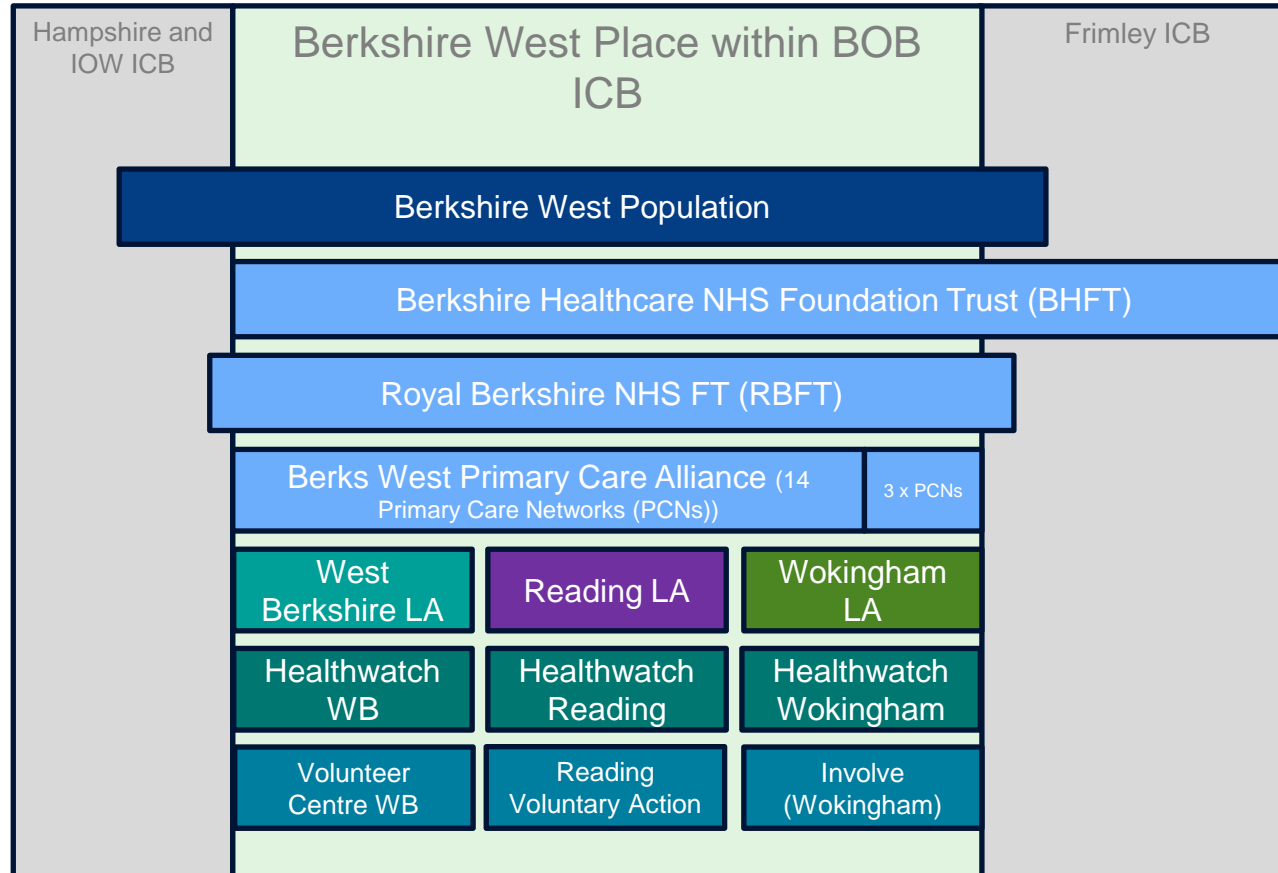 Hampshire and
IOW ICB
Berkshire West Place within BOB
ICB
Frimley ICB
Berkshire West Population
Berkshire Healthcare NHS Foundation Trust (BHFT)
Royal Berkshire NHS FT (RBFT)
Berks West Primary Care Alliance (14
Primary Care Networks (PCNs))
3 x PCNs
West
Berkshire LA
Reading LA
Wokingham
LA
Healthwatch
WB
Healthwatch
Reading
Healthwatch
Wokingham
Volunteer
Centre WB
Reading
Voluntary Action
Involve
(Wokingham)